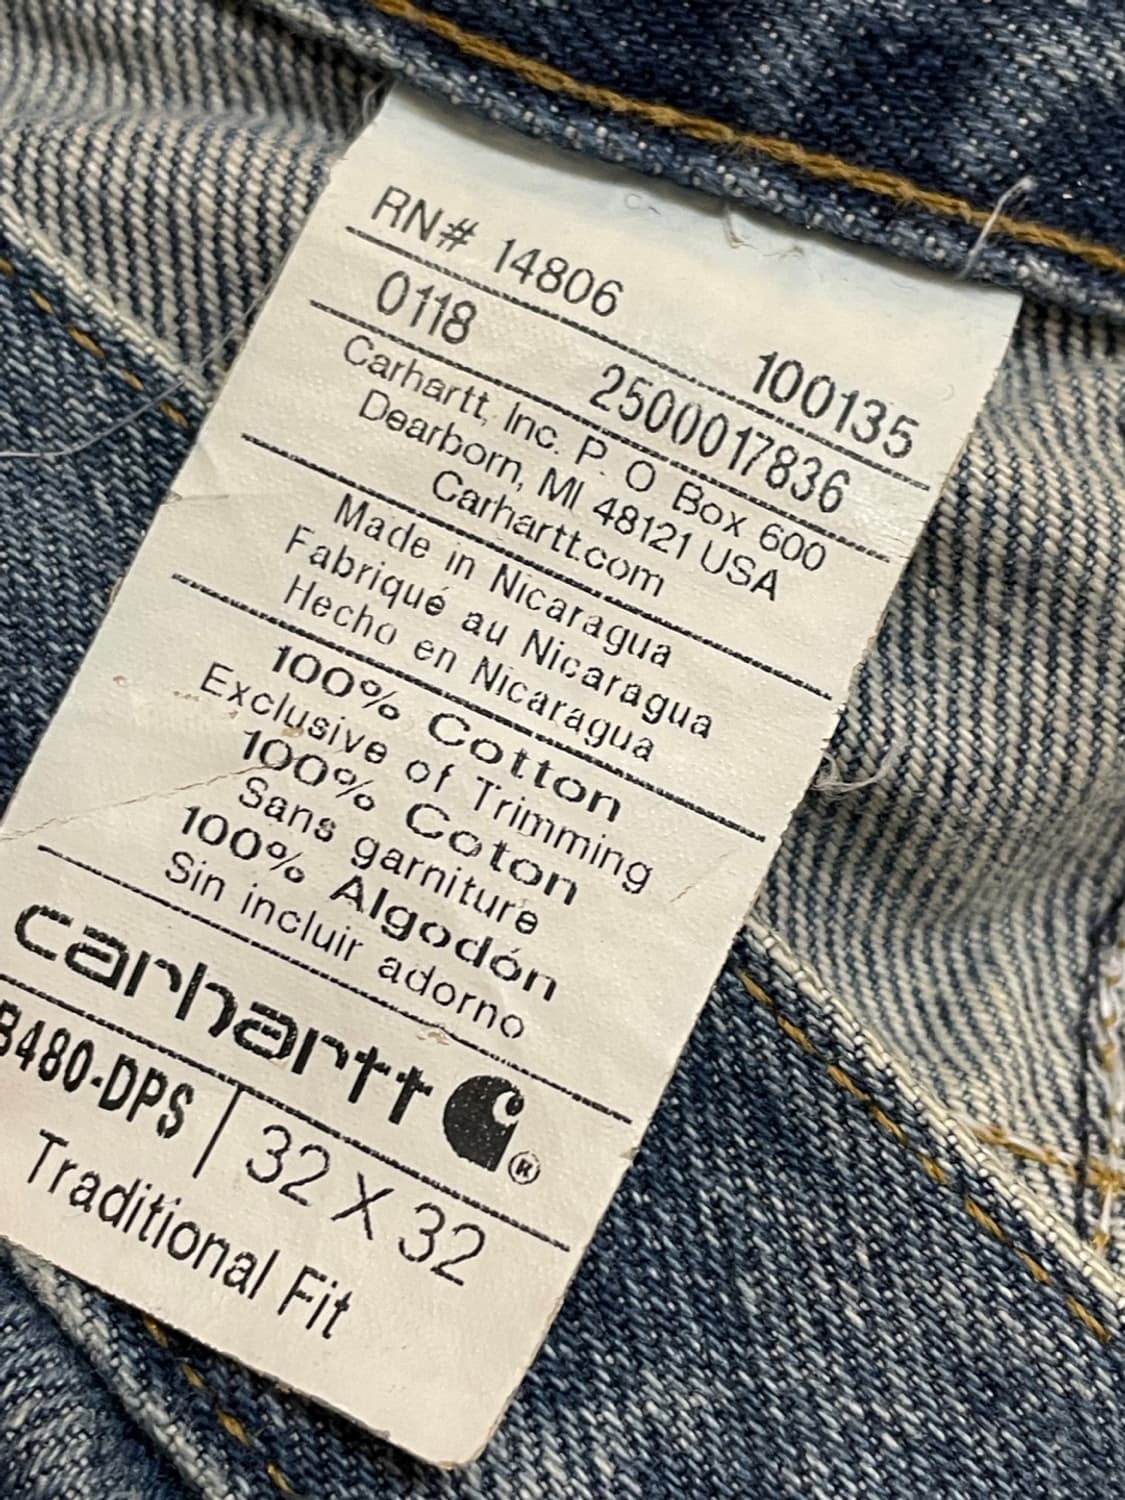 RN# 14806 100135
0118 2500017836
Carhartt, Inc. P. O Box 600
Dearborn, MI 48121 USA
Carhartt.com
Made in Nicaragua
Fabriqué au Nicaragua
Hecho en Nicaragua
100% Cotton
Exclusive of Trimming
100% Coton
Sans garniture
100% Algodón
Sin incluir adorno
carhartt ®
B480-DPS | 32 X 32
Traditional Fit